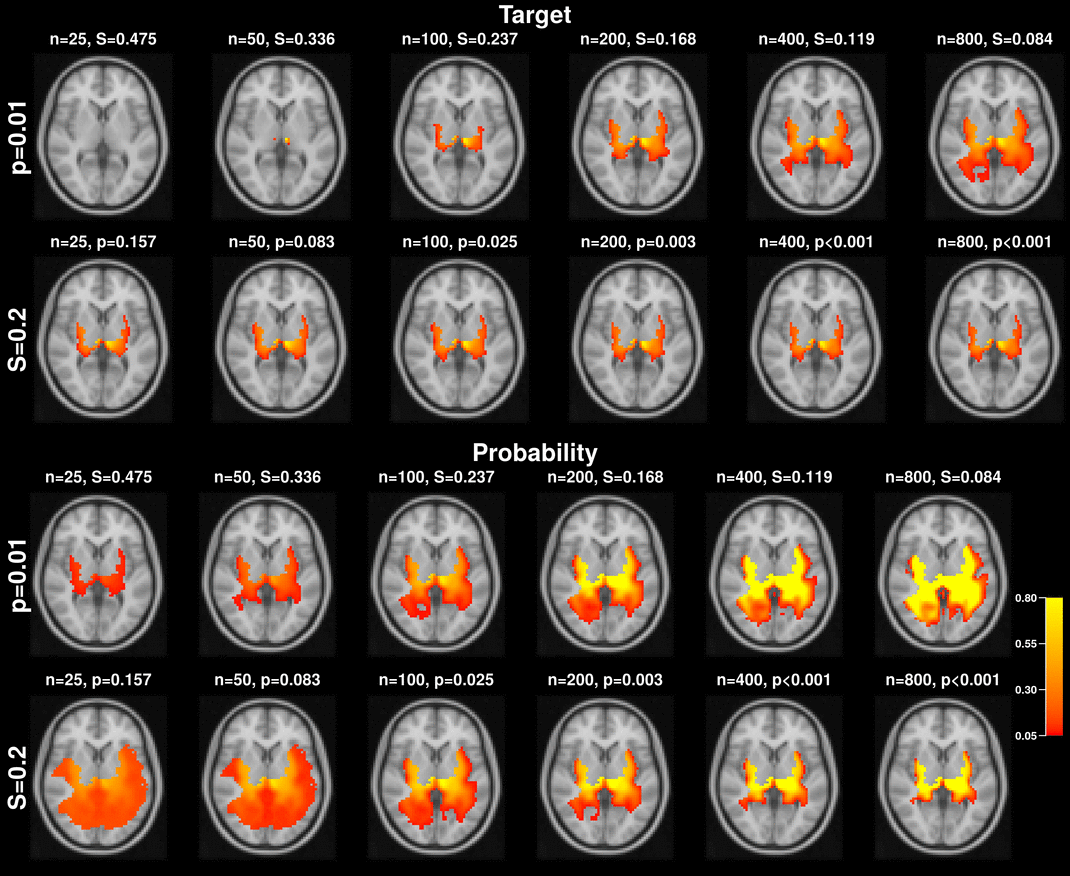 Target
n=25, S=0.475 n=50, S=0.336 n=100, S=0.237 n=200, S=0.168 n=400, S=0.119 n=800, S=0.084
p=0.01
n=25, p=0.157 n=50, p=0.083 n=100, p=0.025 n=200, p=0.003 n=400, p<0.001 n=800, p<0.001
S=0.2
Probability
n=25, S=0.475 n=50, S=0.336 n=100, S=0.237 n=200, S=0.168 n=400, S=0.119 n=800, S=0.084
p=0.01
0.80
0.55
0.30
0.05
n=25, p=0.157 n=50, p=0.083 n=100, p=0.025 n=200, p=0.003 n=400, p<0.001 n=800, p<0.001
S=0.2